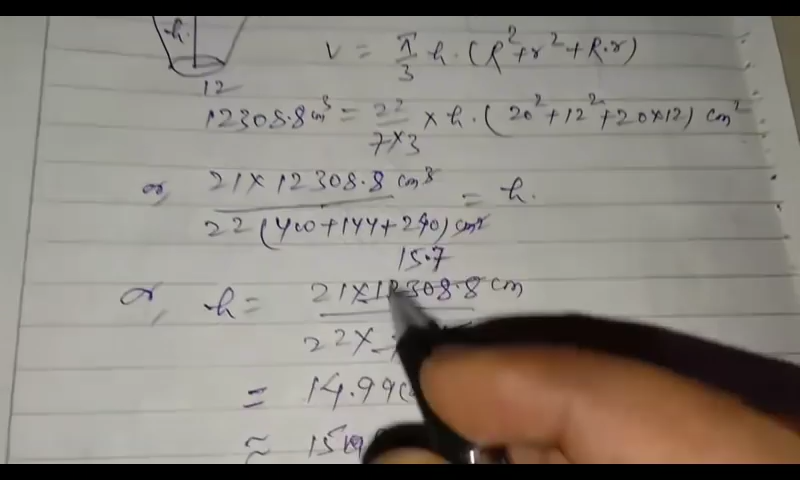 h.
12
V = π/3 h. (R²+r²+R.r)
12308.8 cm³ = 22/7×3 × h. (20²+12²+20×12) cm²
or, 21×12308.8 cm³ / 22(400+144+240) cm² = h.
15.7
or, h = 21×12308.8 cm / 22×
= 14.99
≈ 15